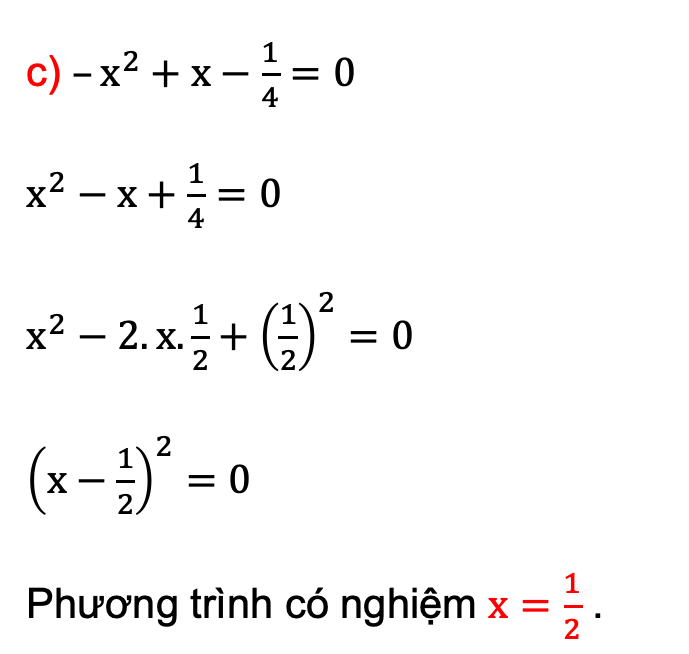 c) – x² + x − 1/4 = 0
x² − x + 1/4 = 0
x² − 2. x. 1/2 + (1/2)² = 0
(x − 1/2)² = 0
Phương trình có nghiệm x = 1/2 .